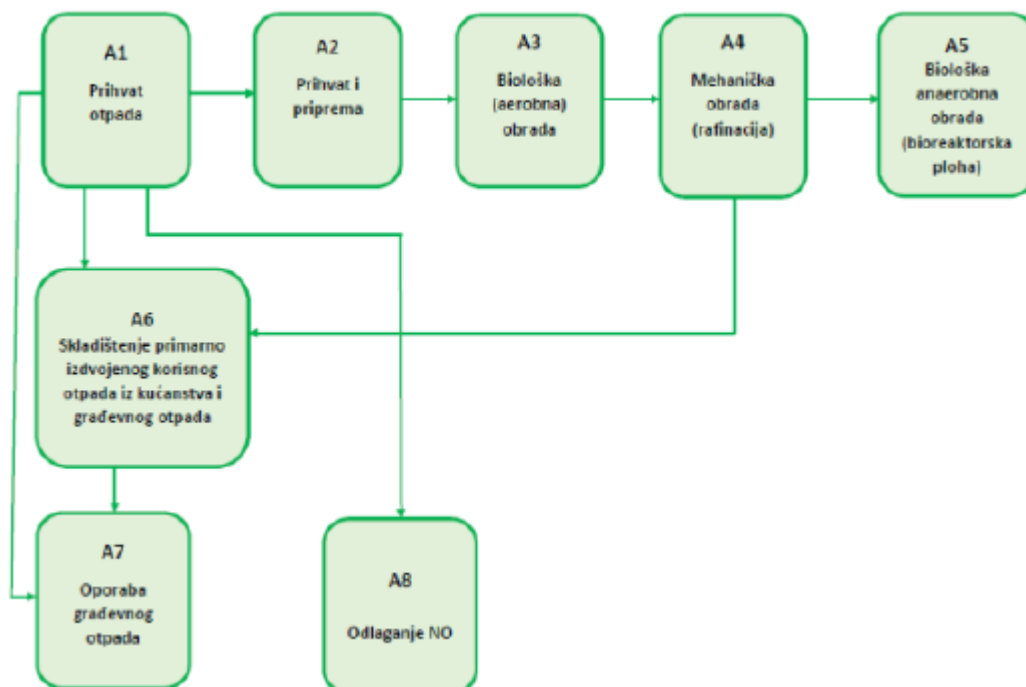 A1
Prihvat
otpada
A2
Prihvat i
priprema
A3
Biološka
(aerobna)
obrada
A4
Mehanička
obrada
(rafinacija)
A5
Biološka
anaerobna
obrada
(bioreaktorska
ploha)
A6
Skladištenje primarno
izdvojenog korisnog
otpada iz kućanstva i
građevnog otpada
A7
Oporaba
građevnog
otpada
A8
Odlaganje NO